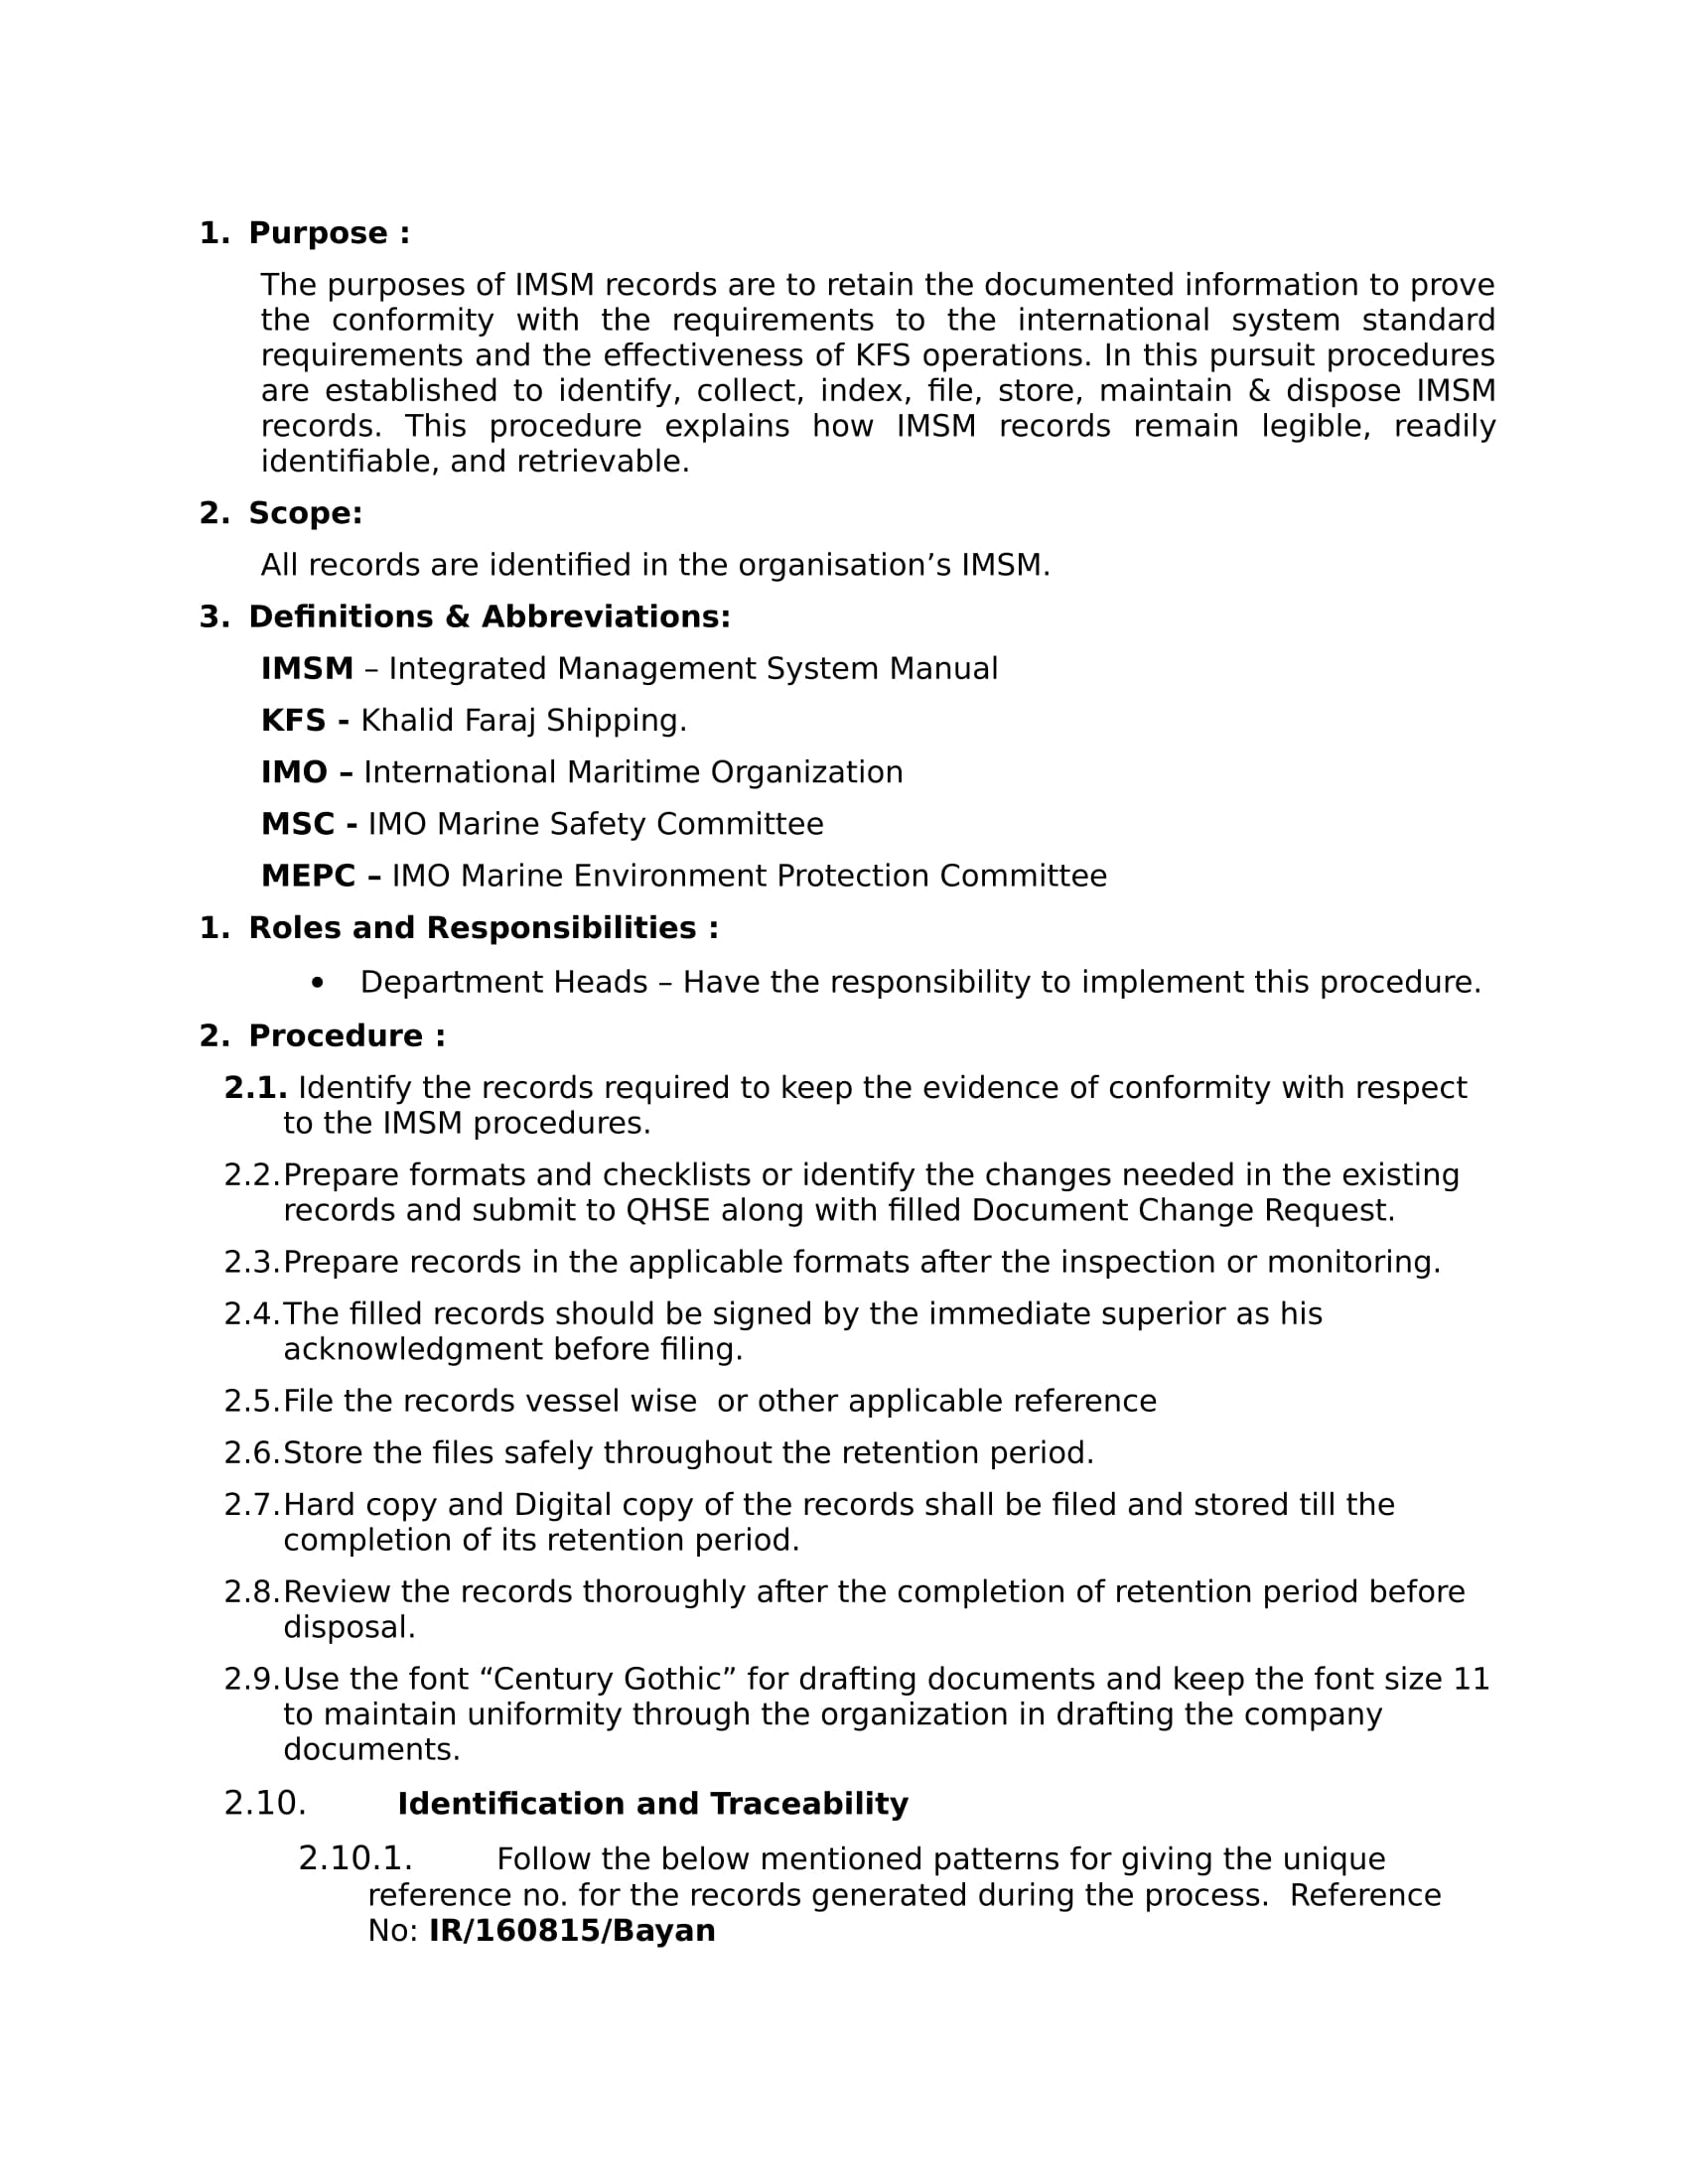 1. Purpose :
The purposes of IMSM records are to retain the documented information to prove
the conformity with the requirements to the international system standard
requirements and the effectiveness of KFS operations. In this pursuit procedures
are established to identify, collect, index, file, store, maintain & dispose IMSM
records. This procedure explains how IMSM records remain legible, readily
identifiable, and retrievable.
2. Scope:
All records are identified in the organisation’s IMSM.
3. Definitions & Abbreviations:
IMSM – Integrated Management System Manual
KFS - Khalid Faraj Shipping.
IMO – International Maritime Organization
MSC - IMO Marine Safety Committee
MEPC – IMO Marine Environment Protection Committee
1. Roles and Responsibilities :
• Department Heads – Have the responsibility to implement this procedure.
2. Procedure :
2.1. Identify the records required to keep the evidence of conformity with respect
to the IMSM procedures.
2.2. Prepare formats and checklists or identify the changes needed in the existing
records and submit to QHSE along with filled Document Change Request.
2.3. Prepare records in the applicable formats after the inspection or monitoring.
2.4. The filled records should be signed by the immediate superior as his
acknowledgment before filing.
2.5. File the records vessel wise  or other applicable reference
2.6. Store the files safely throughout the retention period.
2.7. Hard copy and Digital copy of the records shall be filed and stored till the
completion of its retention period.
2.8. Review the records thoroughly after the completion of retention period before
disposal.
2.9. Use the font “Century Gothic” for drafting documents and keep the font size 11
to maintain uniformity through the organization in drafting the company
documents.
2.10. Identification and Traceability
2.10.1. Follow the below mentioned patterns for giving the unique
reference no. for the records generated during the process.  Reference
No: IR/160815/Bayan